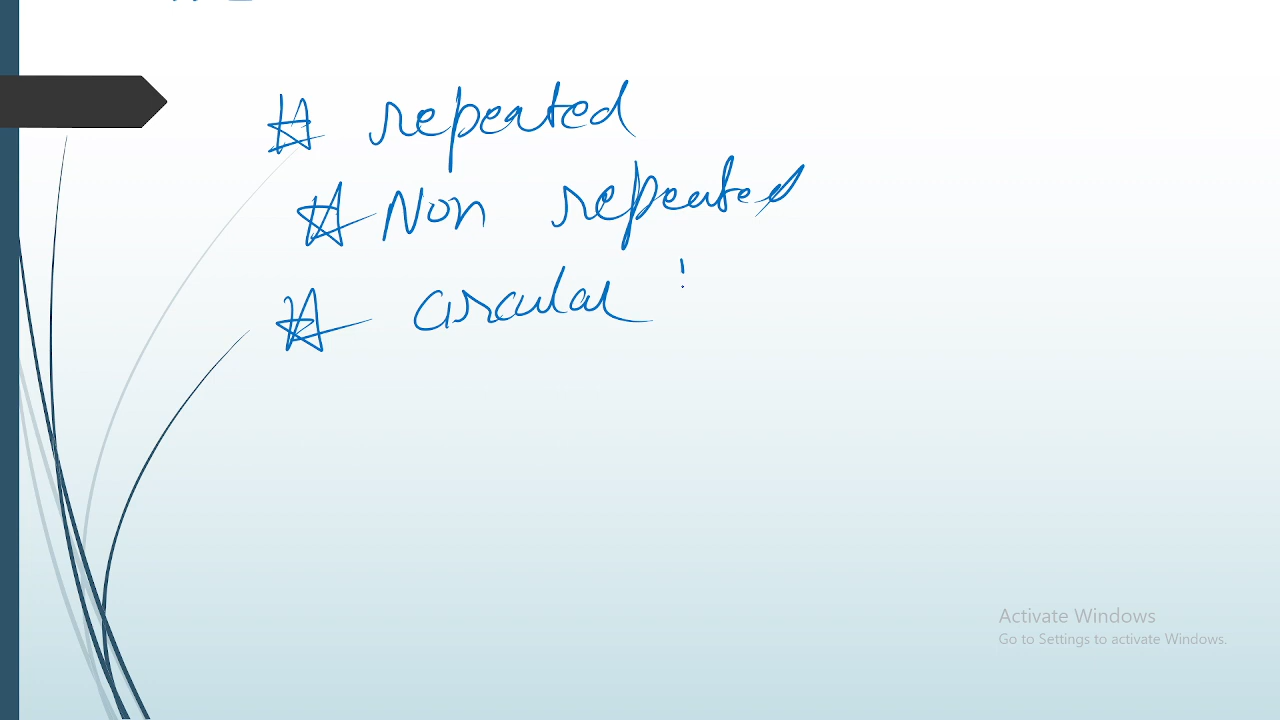 repeated
Non repeated
circular
Activate Windows
Go to Settings to activate Windows.